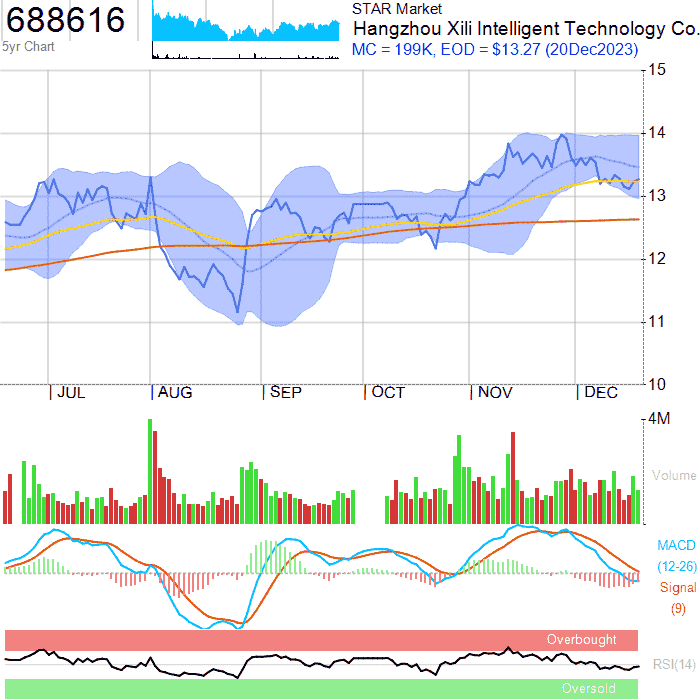 688616
5yr Chart
STAR Market
Hangzhou Xili Intelligent Technology Co.
MC = 199K, EOD = $13.27 (20Dec2023)
15
14
13
12
11
10
JUL
AUG
SEP
OCT
NOV
DEC
4M
Volume
MACD
(12-26)
Signal
(9)
Overbought
RSI(14)
Oversold